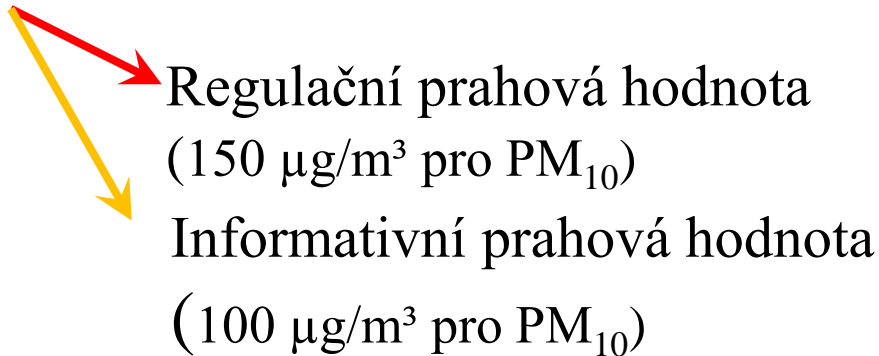 Regulační prahová hodnota
(150 µg/m³ pro PM₁₀)
Informativní prahová hodnota
(100 µg/m³ pro PM₁₀)